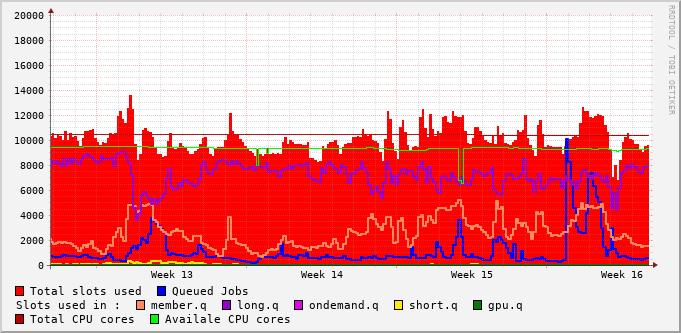 20000
18000
16000
14000
12000
10000
8000
6000
4000
2000
0
Week 13 Week 14 Week 15 Week 16
Total slots used Queued Jobs
Slots used in : member.q long.q ondemand.q short.q gpu.q
Total CPU cores Availale CPU cores
RRDTOOL / TOBI OETIKER